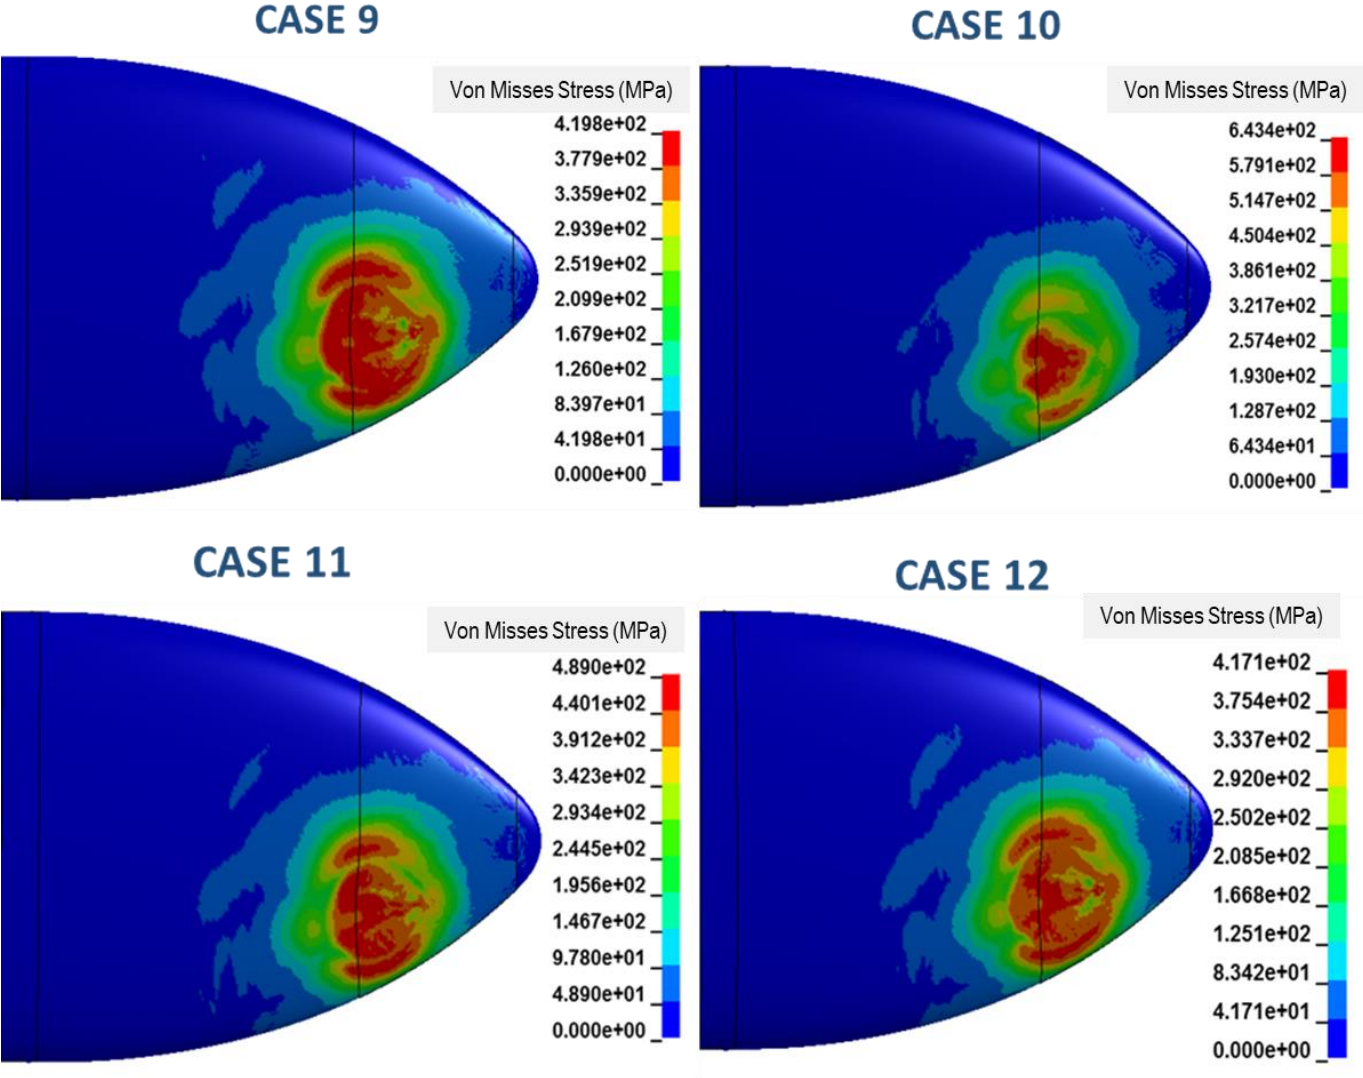 CASE 9
Von Misses Stress (MPa)
4.198e+02
3.779e+02
3.359e+02
2.939e+02
2.519e+02
2.099e+02
1.679e+02
1.260e+02
8.397e+01
4.198e+01
0.000e+00
CASE 10
Von Misses Stress (MPa)
6.434e+02
5.791e+02
5.147e+02
4.504e+02
3.861e+02
3.217e+02
2.574e+02
1.930e+02
1.287e+02
6.434e+01
0.000e+00
CASE 11
Von Misses Stress (MPa)
4.890e+02
4.401e+02
3.912e+02
3.423e+02
2.934e+02
2.445e+02
1.956e+02
1.467e+02
9.780e+01
4.890e+01
0.000e+00
CASE 12
Von Misses Stress (MPa)
4.171e+02
3.754e+02
3.337e+02
2.920e+02
2.502e+02
2.085e+02
1.668e+02
1.251e+02
8.342e+01
4.171e+01
0.000e+00